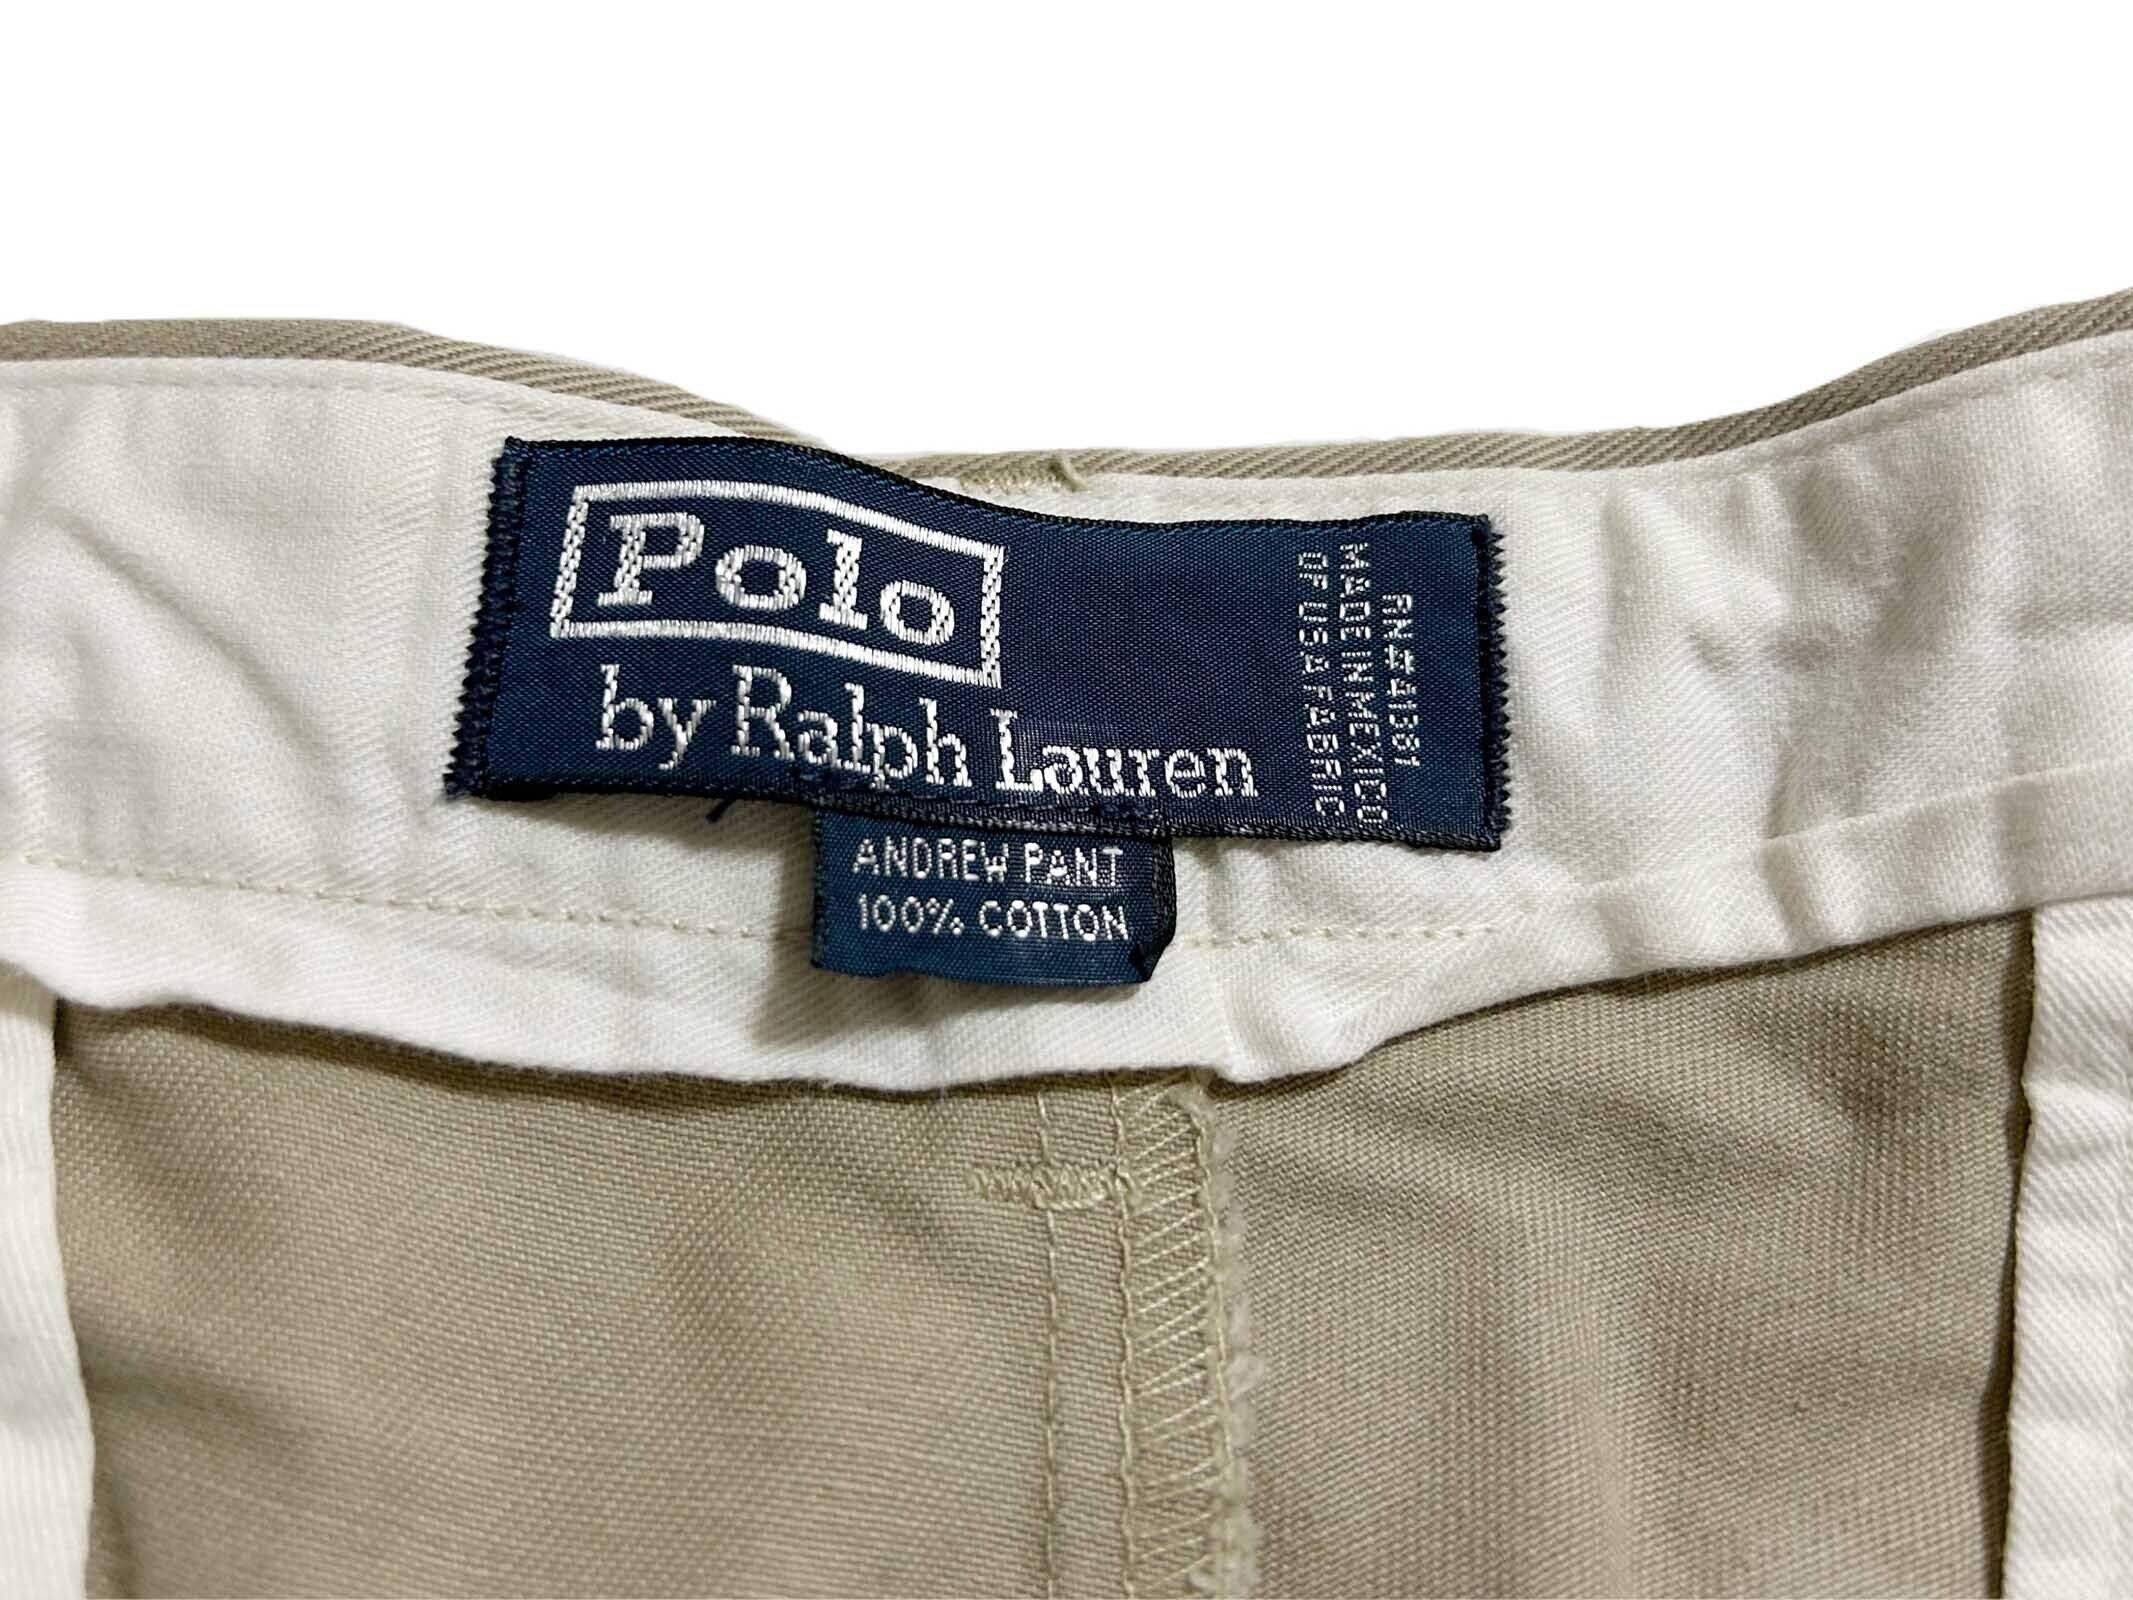 Polo
by Ralph Lauren
RN#41381
MADE IN MEXICO
OF USA FABRIC
ANDREW PANT
100% COTTON